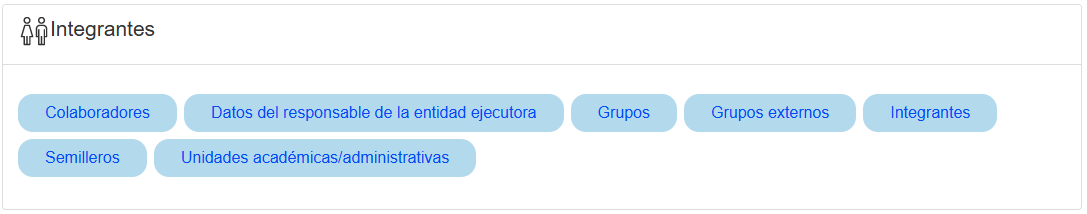 Integrantes
Colaboradores Datos del responsable de la entidad ejecutora Grupos Grupos externos Integrantes
Semilleros Unidades académicas/administrativas